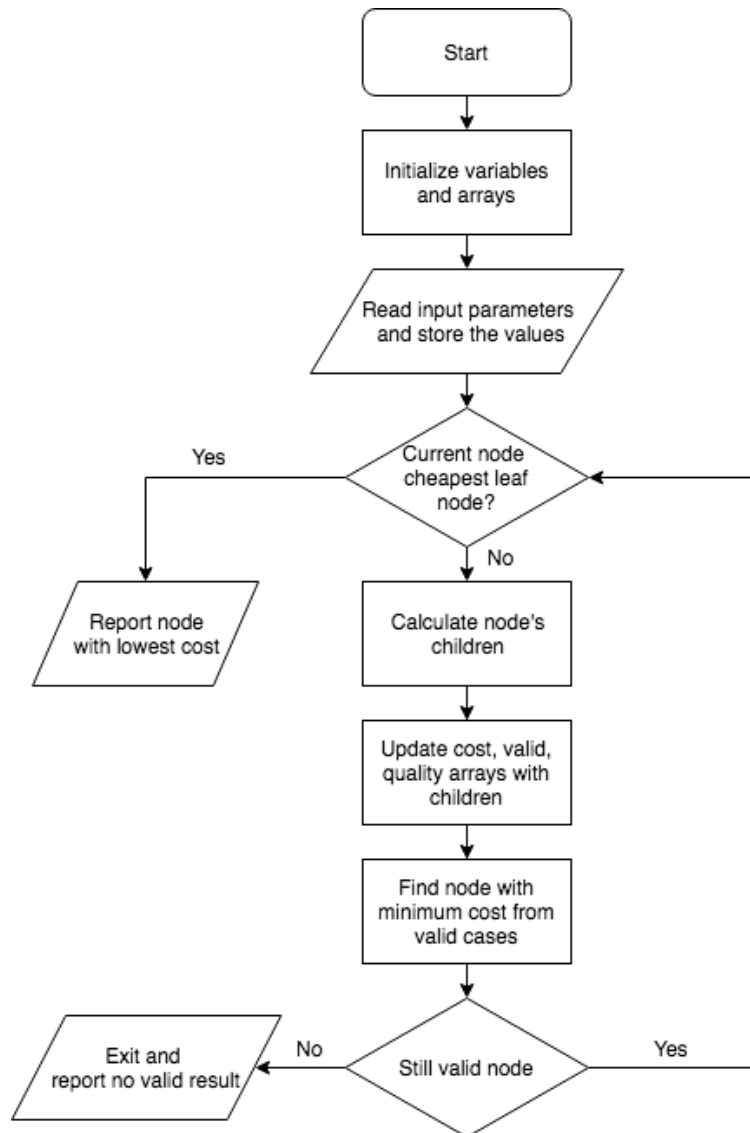 Start
Initialize variables
and arrays
Read input parameters
and store the values
Yes
Current node
cheapest leaf
node?
No
Report node
with lowest cost
Calculate node's
children
Update cost, valid,
quality arrays with
children
Find node with
minimum cost from
valid cases
Exit and
report no valid result
No
Still valid node
Yes